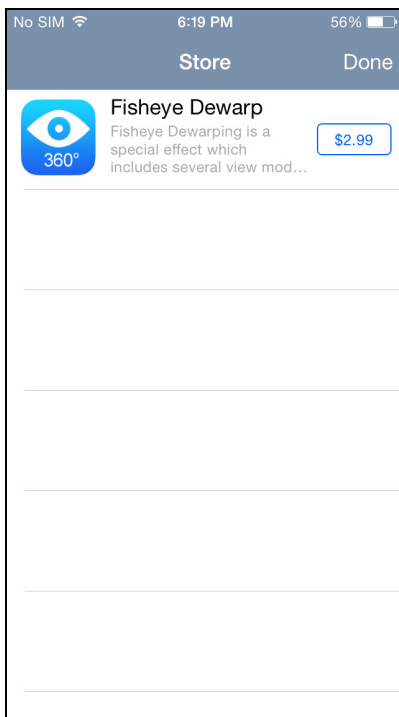 No SIM 6:19 PM 56%
Store Done
Fisheye Dewarp
Fisheye Dewarping is a
special effect which
includes several view mod...
$2.99
360°